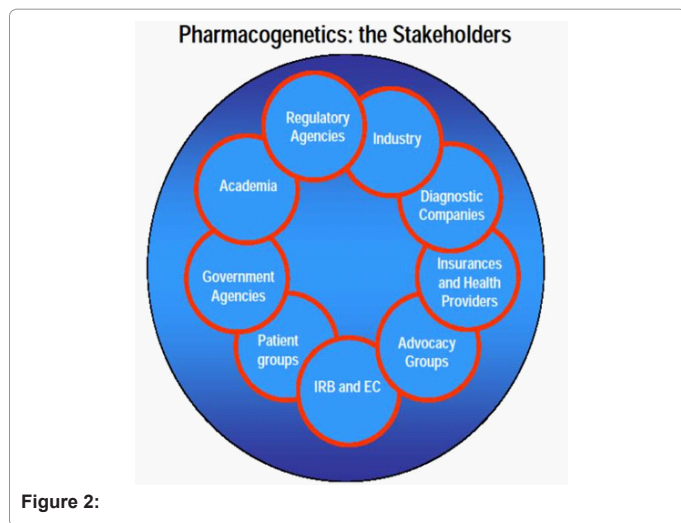 Pharmacogenetics: the Stakeholders
Regulatory
Agencies
Industry
Academia
Diagnostic
Companies
Government
Agencies
Insurances
and Health
Providers
Patient
groups
Advocacy
Groups
IRB and EC
Figure 2: